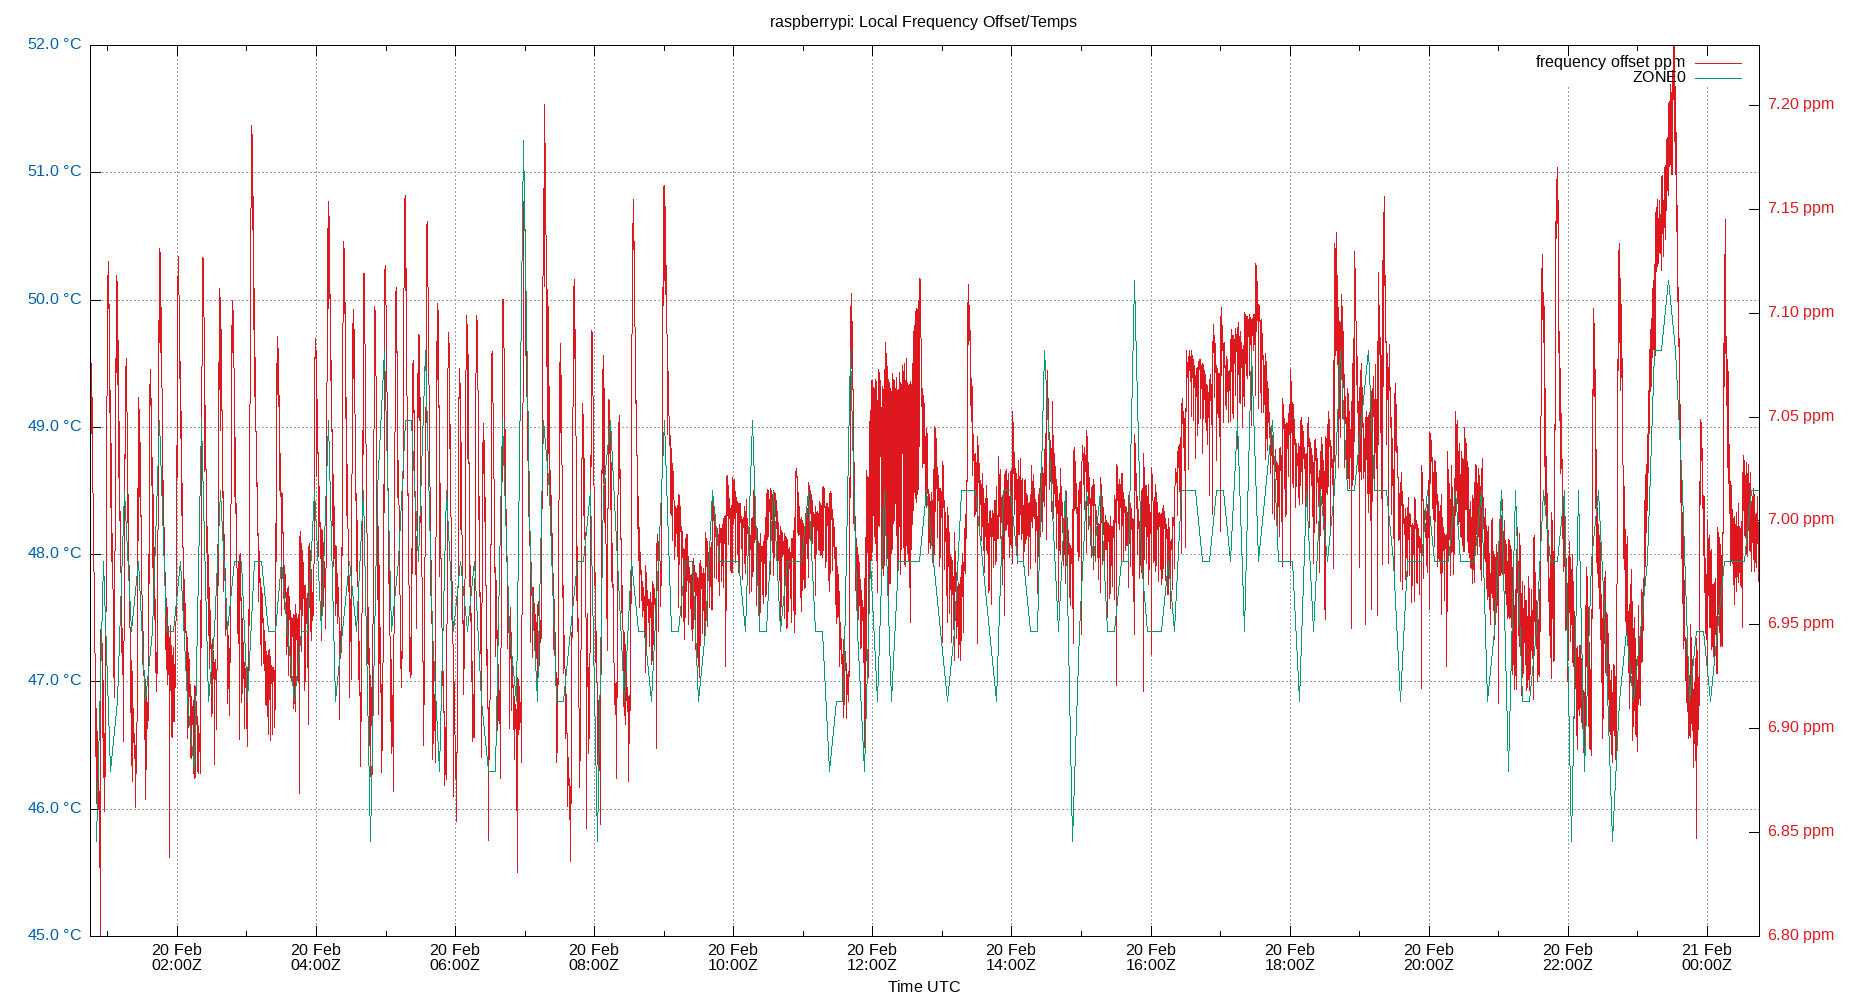 raspberrypi: Local Frequency Offset/Temps
52.0 °C
51.0 °C
50.0 °C
49.0 °C
48.0 °C
47.0 °C
46.0 °C
45.0 °C
frequency offset ppm
ZONE0
7.20 ppm
7.15 ppm
7.10 ppm
7.05 ppm
7.00 ppm
6.95 ppm
6.90 ppm
6.85 ppm
6.80 ppm
20 Feb 20 Feb 20 Feb 20 Feb 20 Feb 20 Feb 20 Feb 20 Feb 20 Feb 20 Feb 20 Feb 21 Feb
02:00Z 04:00Z 06:00Z 08:00Z 10:00Z 12:00Z 14:00Z 16:00Z 18:00Z 20:00Z 22:00Z 00:00Z
Time UTC